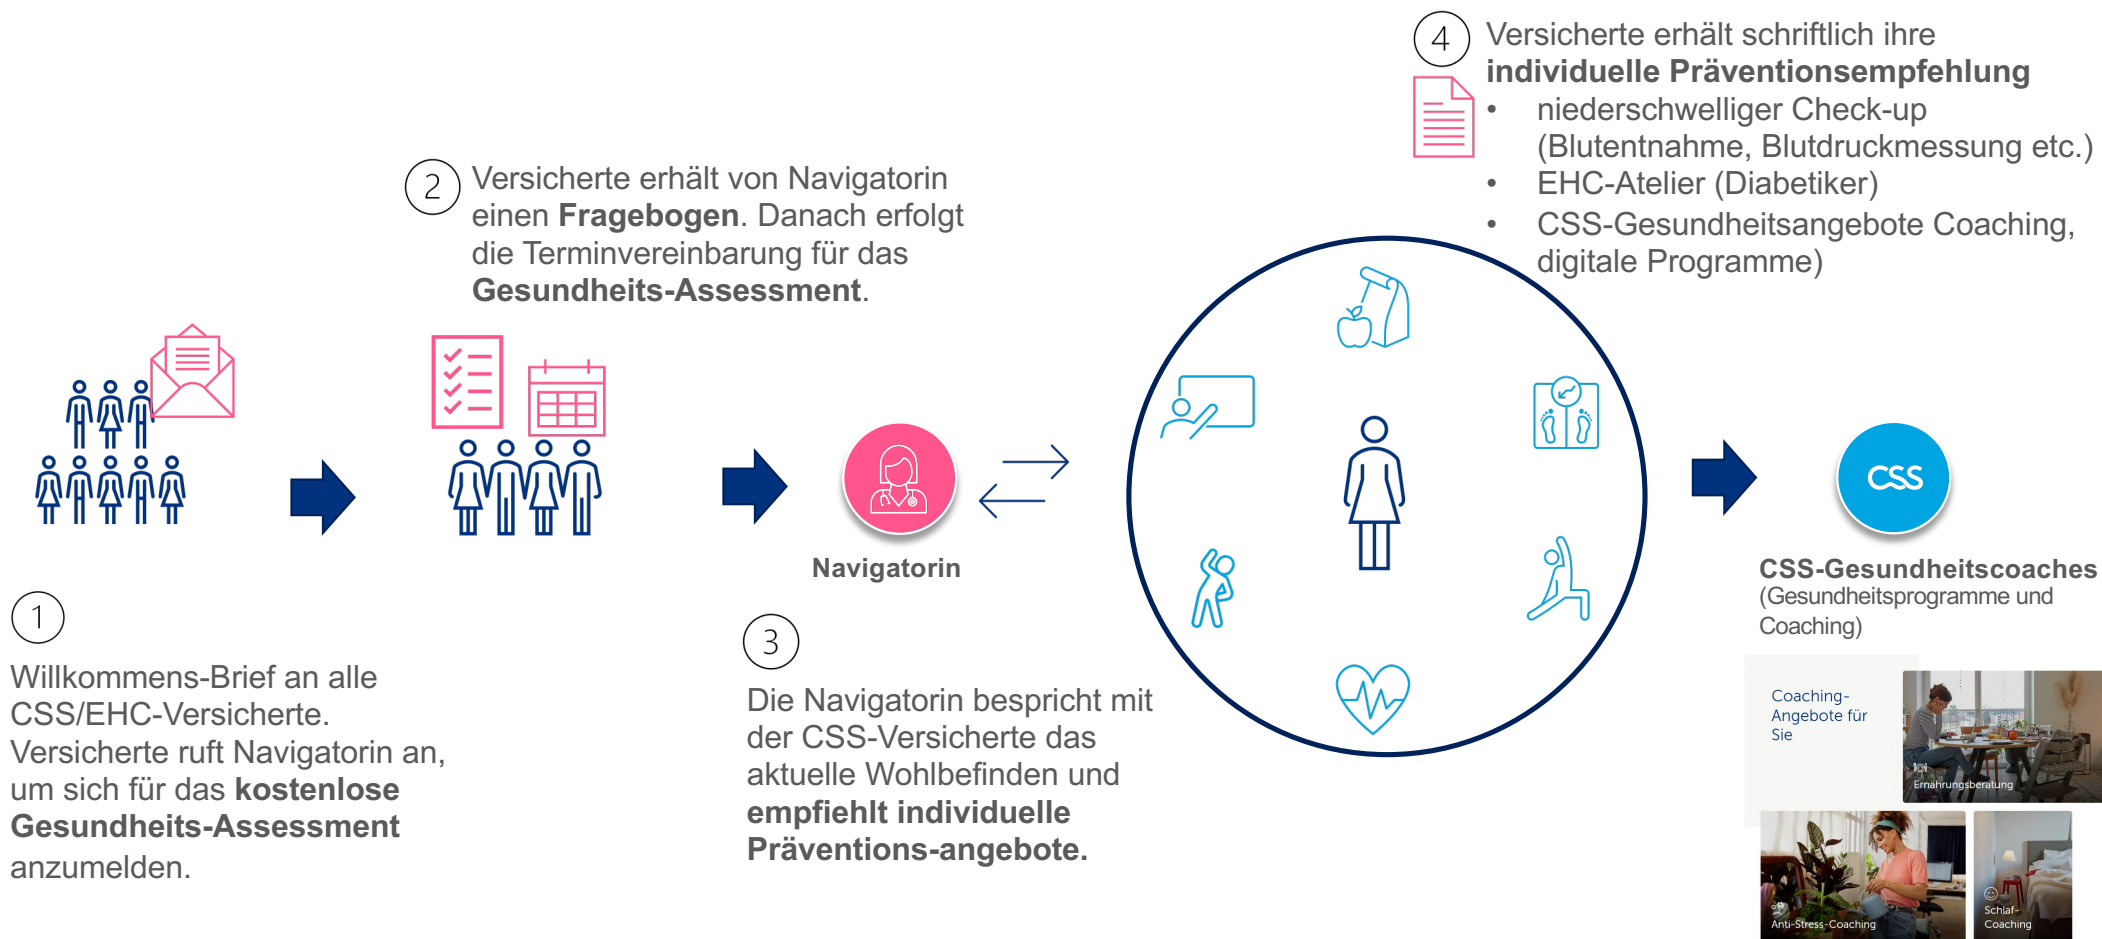 1
Willkommens-Brief an alle
CSS/EHC-Versicherte.
Versicherte ruft Navigatorin an,
um sich für das kostenlose
Gesundheits-Assessment
anzumelden.
2
Versicherte erhält von Navigatorin
einen Fragebogen. Danach erfolgt
die Terminvereinbarung für das
Gesundheits-Assessment.
Navigatorin
3
Die Navigatorin bespricht mit
der CSS-Versicherte das
aktuelle Wohlbefinden und
empfiehlt individuelle
Präventions-angebote.
4
Versicherte erhält schriftlich ihre
individuelle Präventionsempfehlung
• niederschwelliger Check-up
(Blutentnahme, Blutdruckmessung etc.)
• EHC-Atelier (Diabetiker)
• CSS-Gesundheitsangebote Coaching,
digitale Programme)
CSS
CSS-Gesundheitscoaches
(Gesundheitsprogramme und
Coaching)
Coaching-
Angebote für
Sie
Ernährungsberatung
Anti-Stress-Coaching
Schlaf-
Coaching